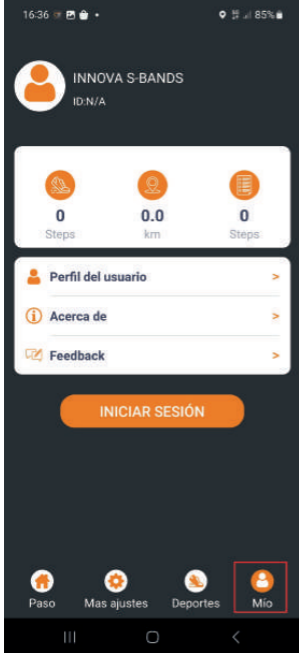 16:36
85%
INNOVA S-BANDS
ID:N/A
0 0.0 0
Steps km Steps
Perfil del usuario >
Acerca de >
Feedback >
INICIAR SESIÓN
Paso Mas ajustes Deportes Mío